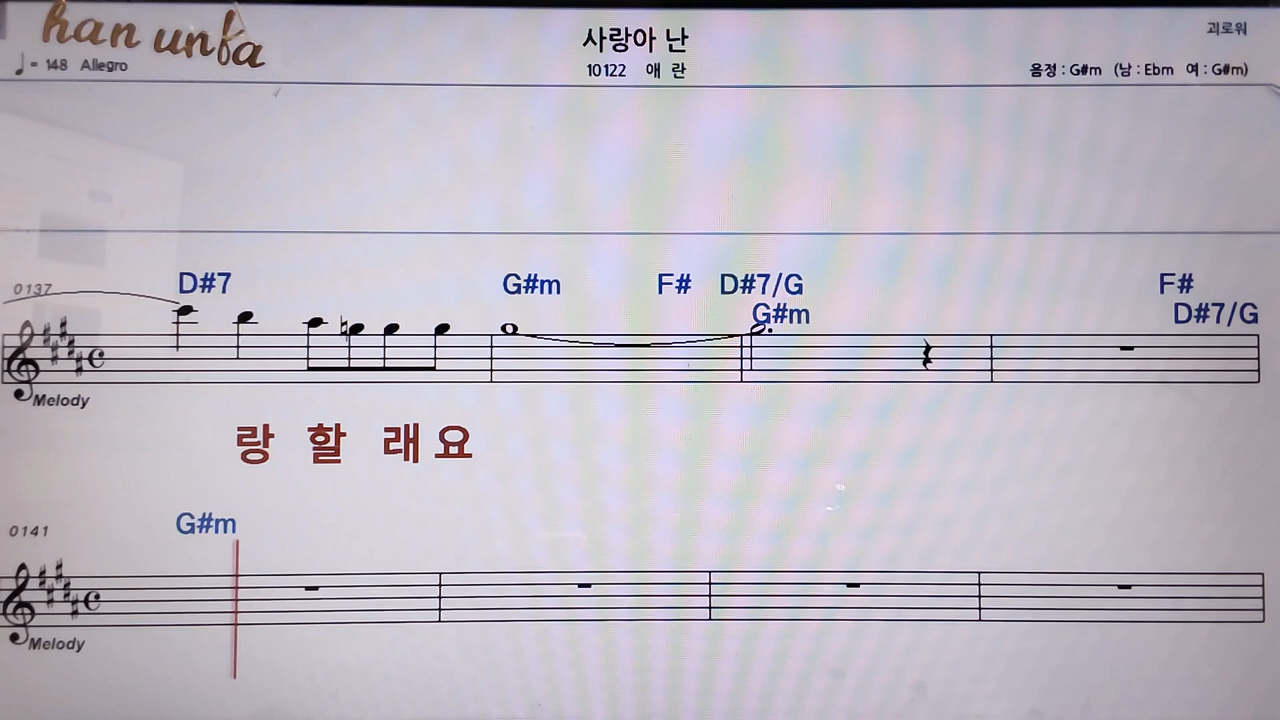 han unfa
사랑아 난
괴로워
♩= 148 Allegro
10122 애 란
음정 : G#m (남 : Ebm 여 : G#m)
0137
D#7 G#m F# D#7/G F#
G#m D#7/G
Melody
랑 할 래 요
0141
G#m
Melody